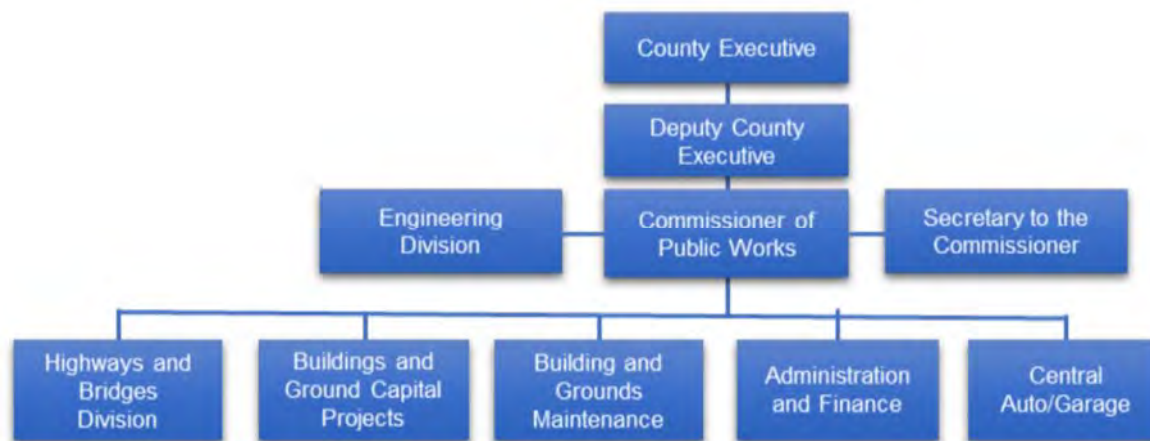 County Executive
Deputy County
Executive
Engineering
Division
Commissioner of
Public Works
Secretary to the
Commissioner
Highways and
Bridges
Division
Buildings and
Ground Capital
Projects
Building and
Grounds
Maintenance
Administration
and Finance
Central
Auto/Garage